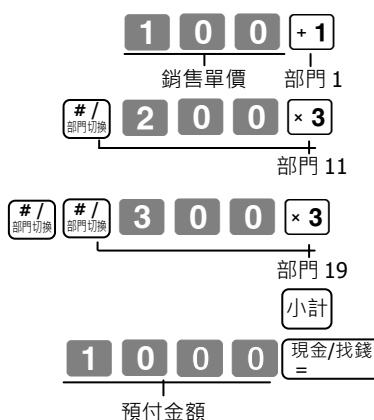 1 0 0 + 1
銷售單價 部門 1
# / 部門切換 2 0 0 × 3
部門 11
# / 部門切換 # / 部門切換 3 0 0 × 3
部門 19
小計
1 0 0 0 現金/找錢 =
預付金額